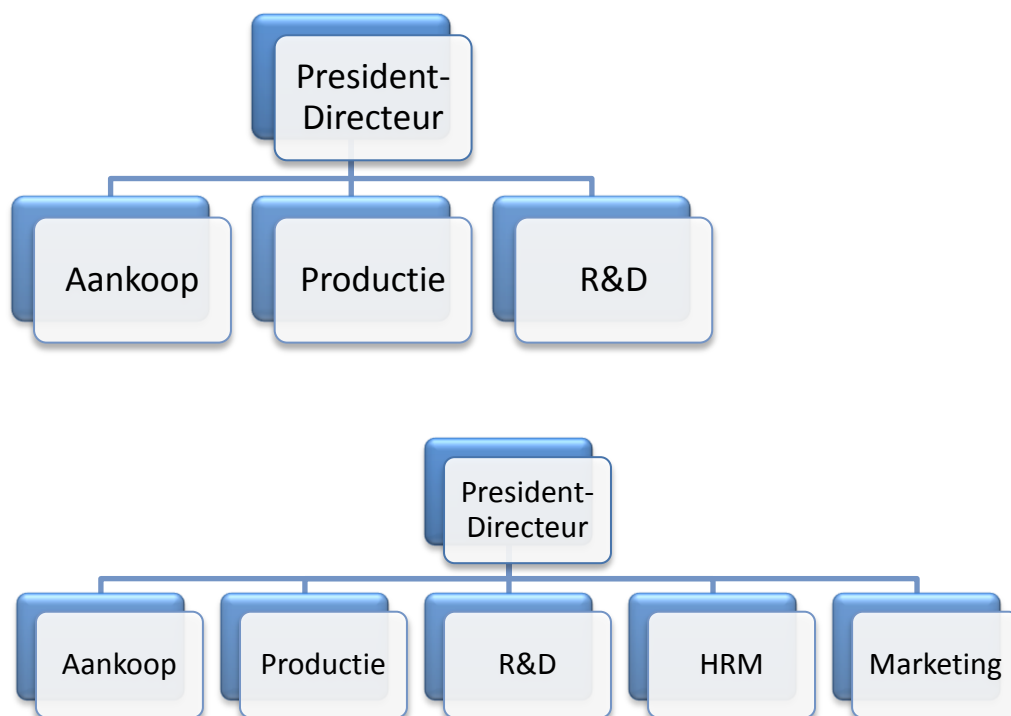 President-
Directeur
Aankoop
Productie
R&D
President-
Directeur
Aankoop
Productie
R&D
HRM
Marketing